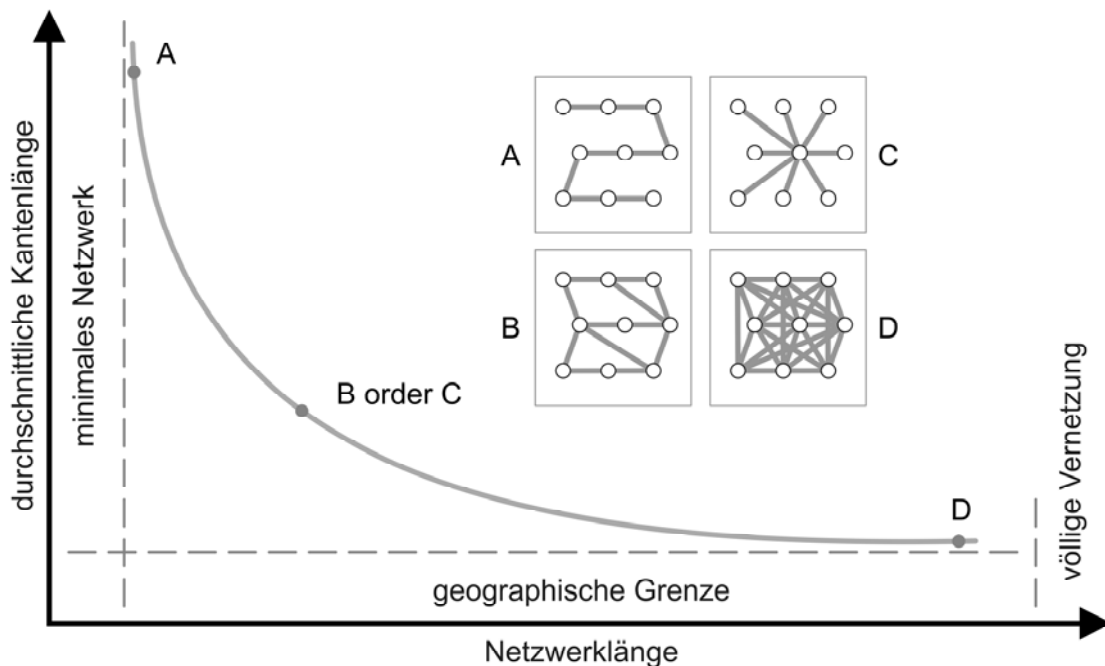 A
durchschnittliche Kantenlänge
minimales Netzwerk
A
C
B
D
B order C
D
völlige Vernetzung
geographische Grenze
Netzwerklänge